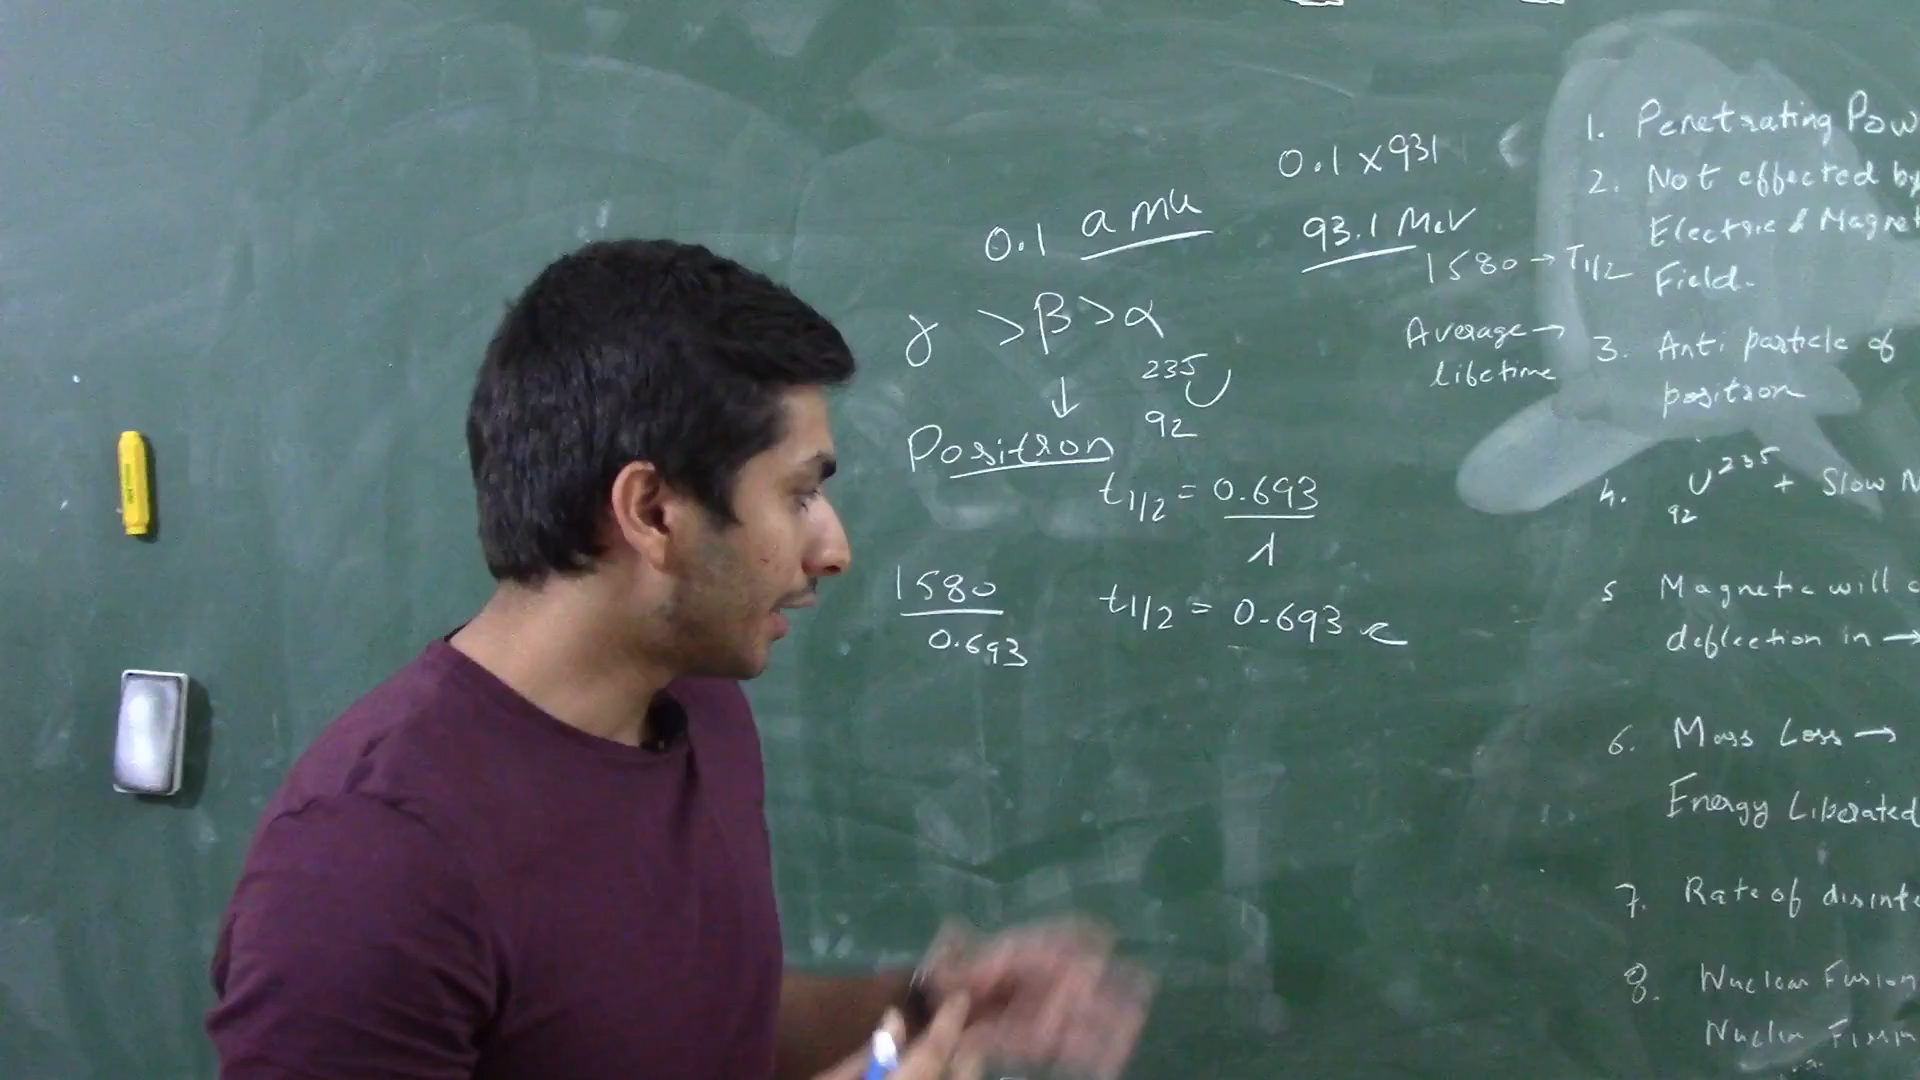 0.1 amu
0.1 x 931
93.1 MeV
1580 → T1/2
γ > β > α
↓
Positron
235
U
92
Average →
lifetime
t1/2 = 0.693
λ
1580
0.693
t1/2 = 0.693 τ
1. Penetrating Pow
2. Not effected by
Electric & Magnet
Field.
3. Anti particle of
positron
4. 92 U 235 + Slow N
5 Magnetic will c
deflection in →
6. Mass Loss →
Energy Liberated
7. Rate of disinte
8. Nuclear Fusion